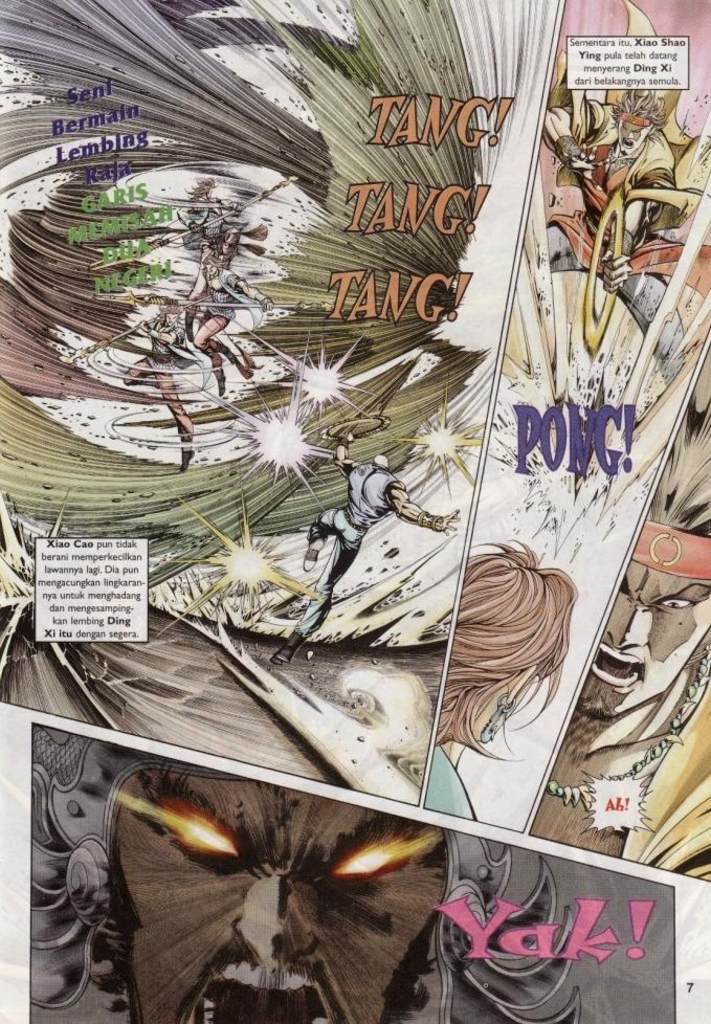 Seni
Bermain
Lembing
Raja
GARIS
MEMISAH
DUA
NEGERI
TANG!
TANG!
TANG!
Sementara itu, Xiao Shao
Ying pula telah datang
menyerang Ding Xi
dari belakangnya semula.
PONG!
Xiao Cao pun tidak
berani memperkecilkan
lawannya lagi. Dia pun
mengacungkan lingkaran-
nya untuk menghadang
dan mengesamping-
kan lembing Ding
Xi itu dengan segera.
Ah!
Yak!
7